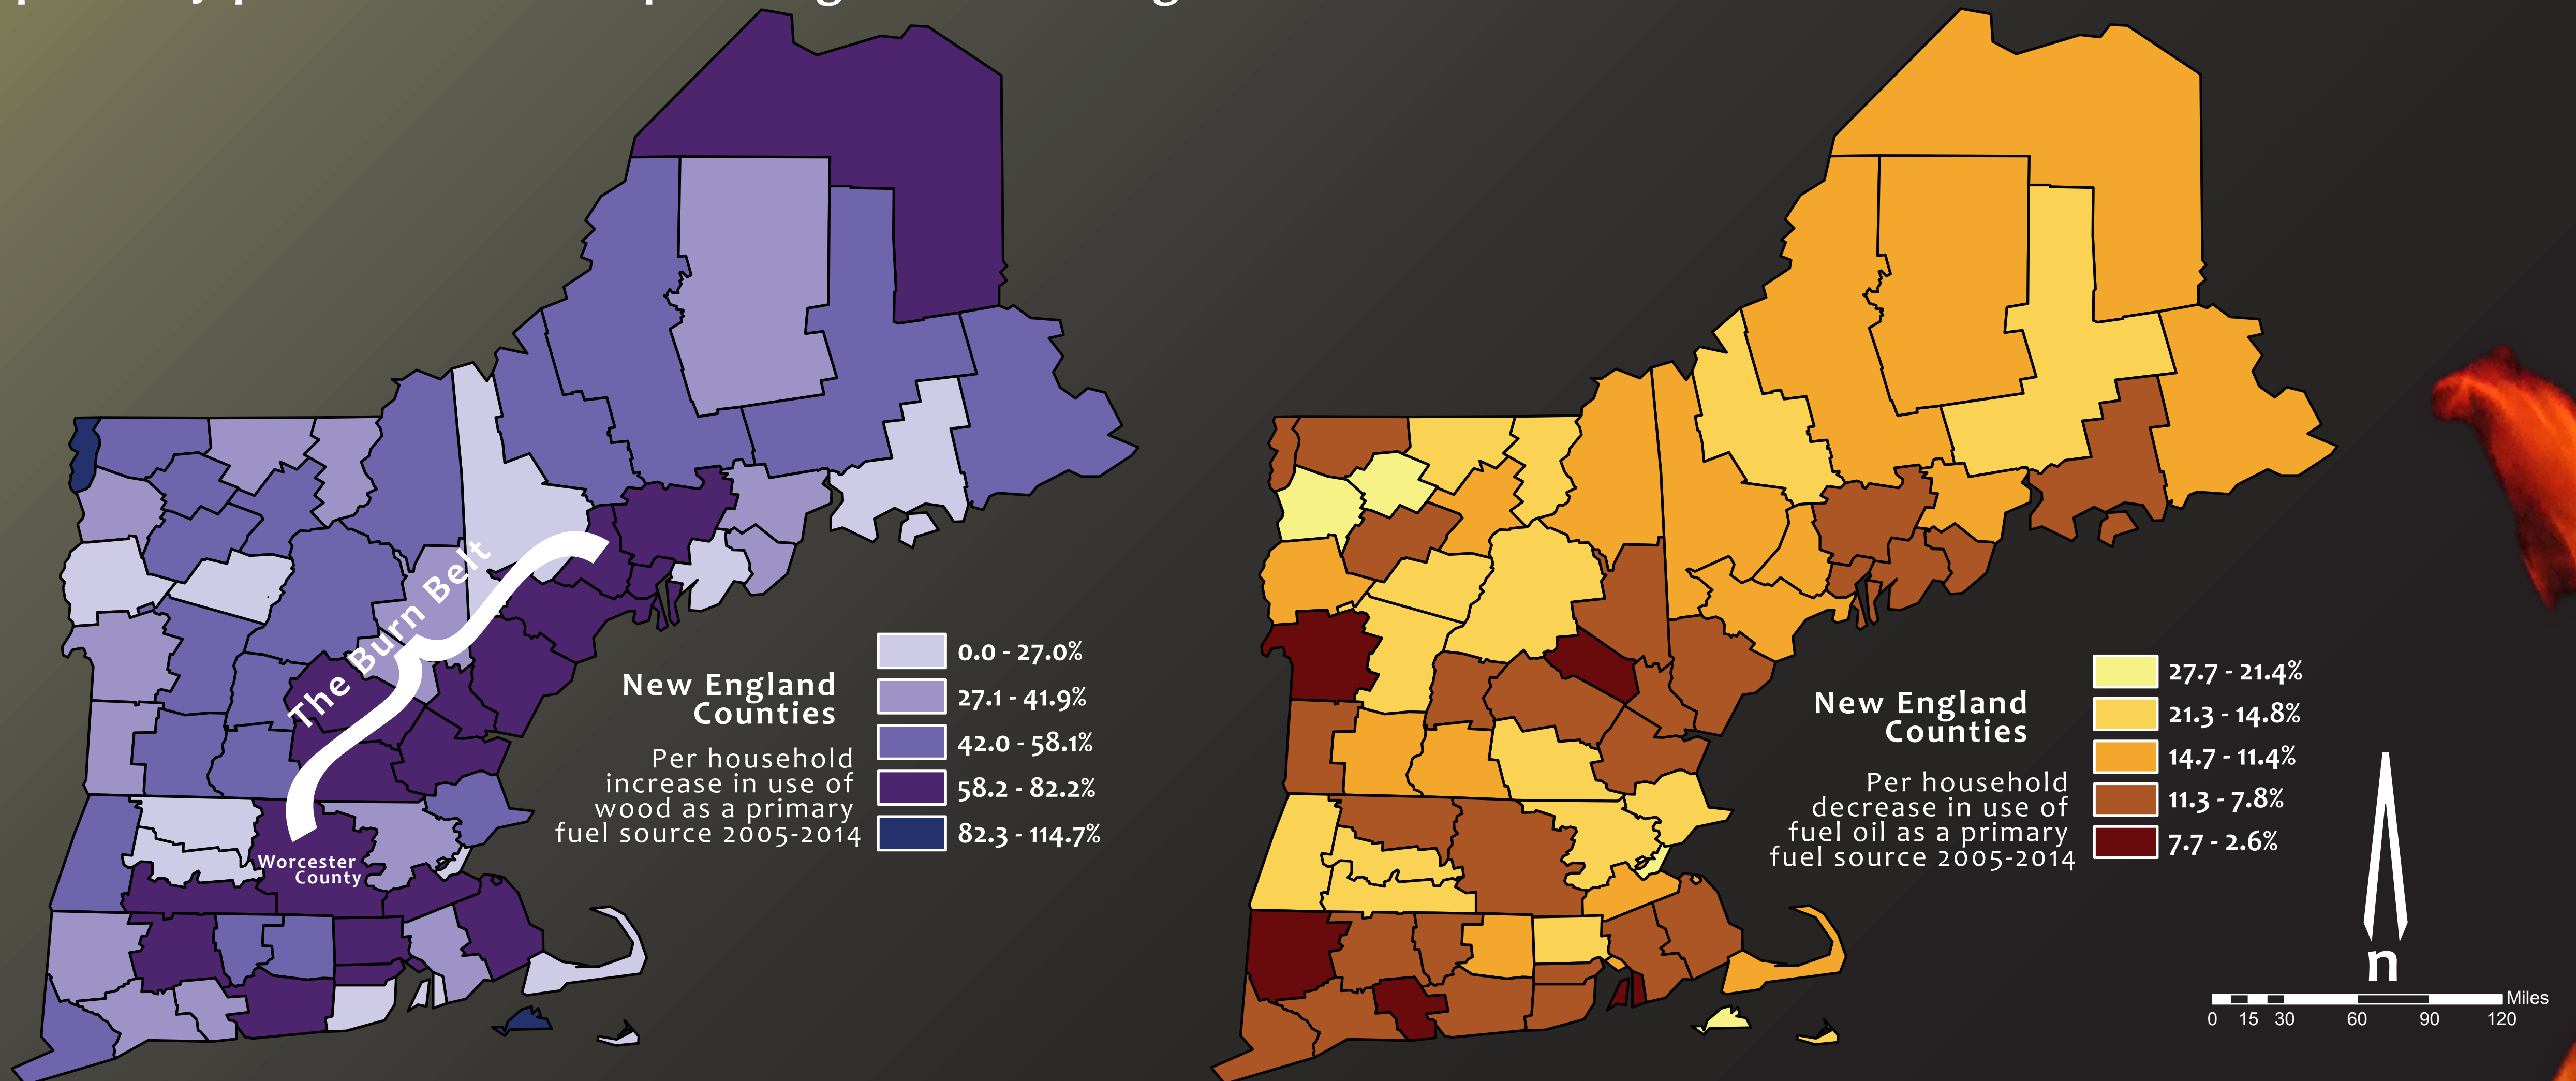 The Burn Belt
Worcester
County
New England
Counties
Per household
increase in use of
wood as a primary
fuel source 2005-2014
0.0 - 27.0%
27.1 - 41.9%
42.0 - 58.1%
58.2 - 82.2%
82.3 - 114.7%
New England
Counties
Per household
decrease in use of
fuel oil as a primary
fuel source 2005-2014
27.7 - 21.4%
21.3 - 14.8%
14.7 - 11.4%
11.3 - 7.8%
7.7 - 2.6%
n
Miles
0 15 30 60 90 120